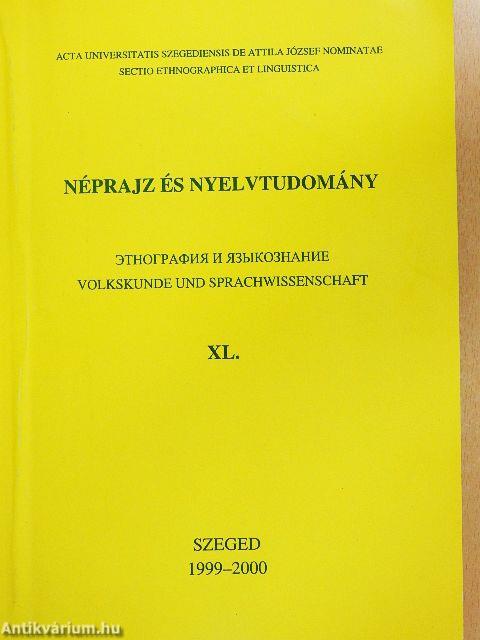 ACTA UNIVERSITATIS SZEGEDIENSIS DE ATTILA JÓZSEF NOMINATAE
SECTIO ETHNOGRAPHICA ET LINGUISTICA
NÉPRAJZ ÉS NYELVTUDOMÁNY
ЭТНОГРАФИЯ И ЯЗЫКОЗНАНИЕ
VOLKSKUNDE UND SPRACHWISSENSCHAFT
XL.
SZEGED
1999–2000
Antikvárium.hu